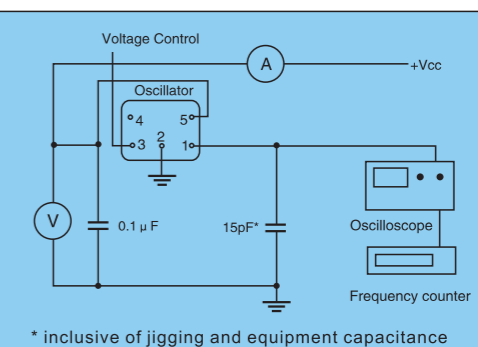 Voltage Control
A
+Vcc
Oscillator
4
5
3
2
1
V
0.1 μ F
15pF*
Oscilloscope
Frequency counter
* inclusive of jigging and equipment capacitance